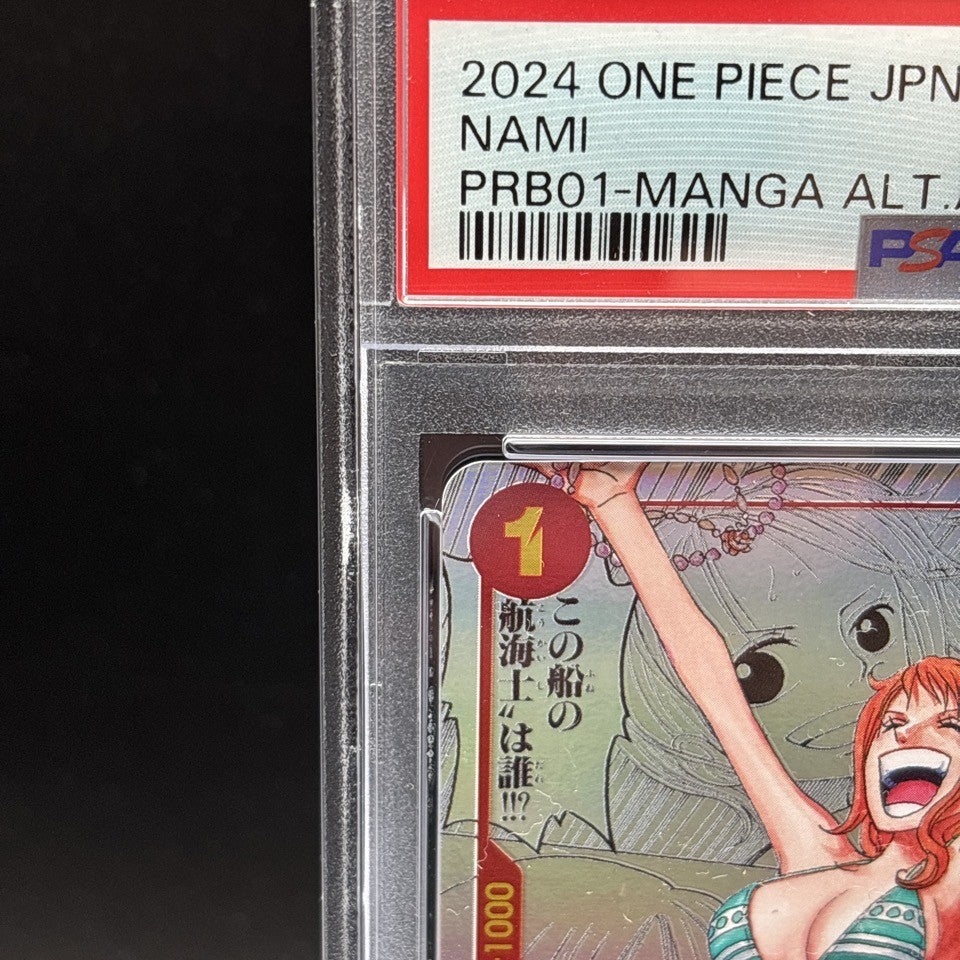 2024 ONE PIECE JPN
NAMI
PRB01-MANGA ALT.A
PSA
1
この船の
航海士〟は誰!!?
+1000